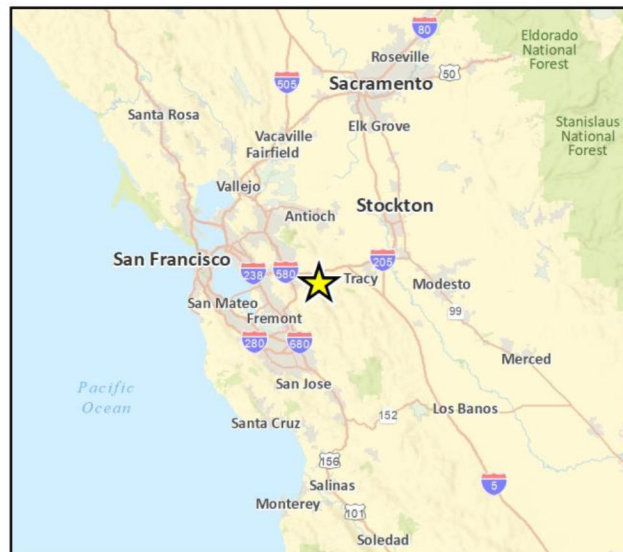 80
Eldorado
National
Forest
Roseville
50
505
Sacramento
Santa Rosa
Elk Grove
Stanislaus
National
Forest
Vacaville
Fairfield
Vallejo
Antioch
Stockton
San Francisco
238
580
205
Tracy
Modesto
San Mateo
Fremont
99
280
680
Merced
San Jose
Pacific
Ocean
Santa Cruz
152
Los Banos
156
Salinas
5
Monterey
101
Soledad